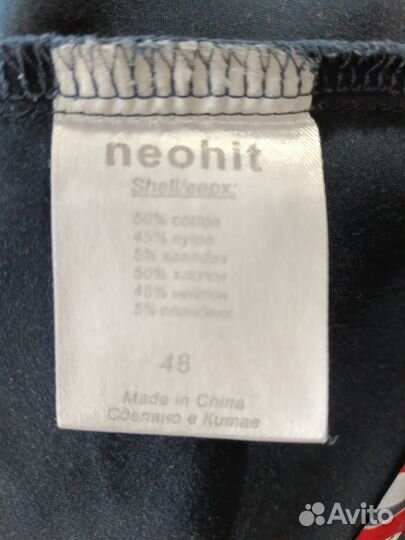 neohit
Shell/верх:
50% cotton
45% nylon
5% spandex
50% хлопок
45% нейлон
5% спандекс
48
Made in China
Сделано в Китае
Avito